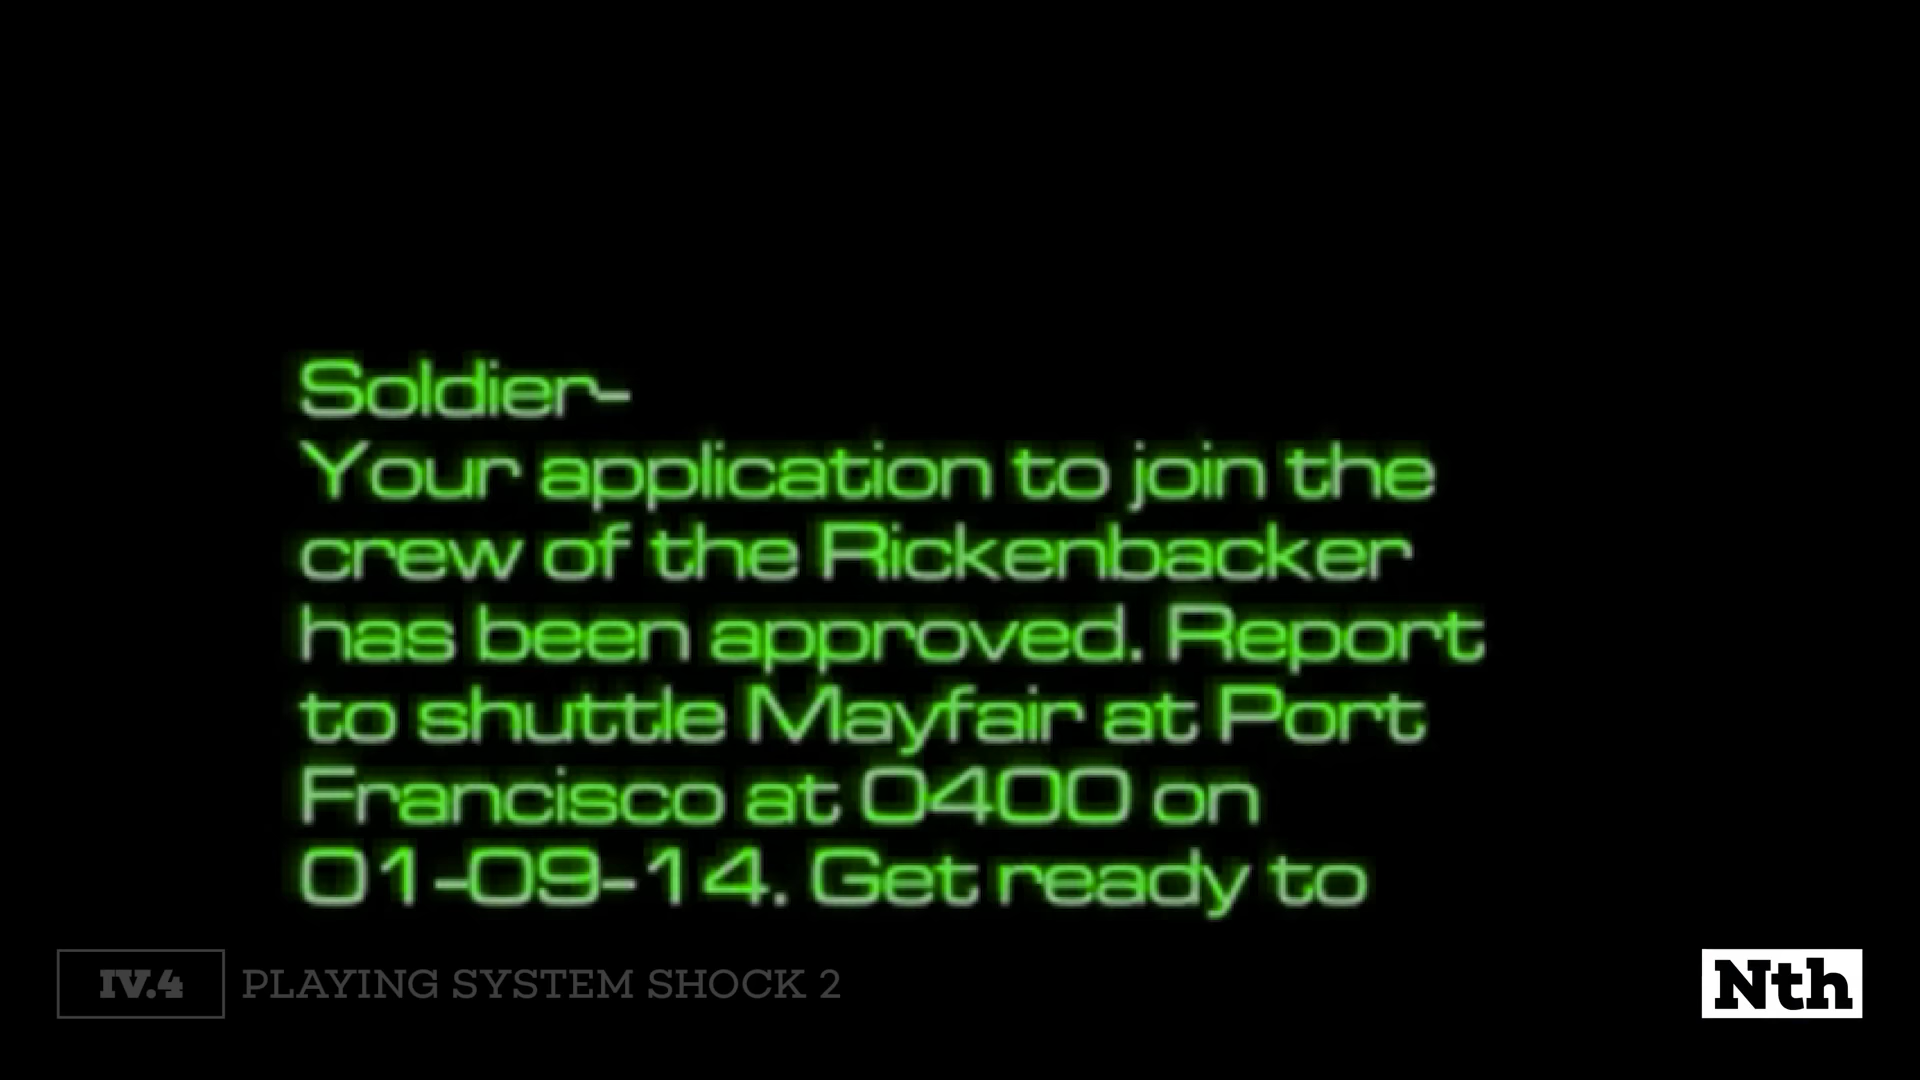 Soldier-
Your application to join the
crew of the Rickenbacker
has been approved. Report
to shuttle Mayfair at Port
Francisco at 0400 on
01-09-14. Get ready to
IV.4 PLAYING SYSTEM SHOCK 2
Nth